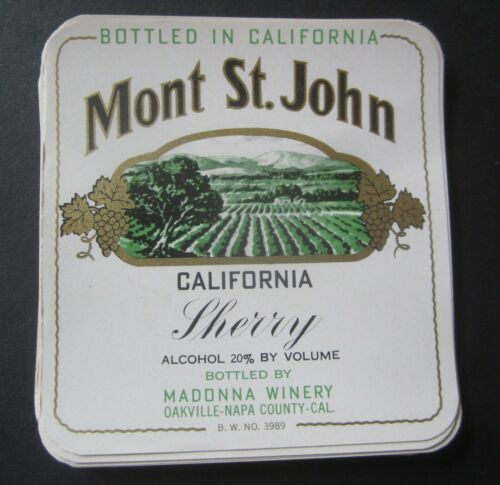 BOTTLED IN CALIFORNIA
Mont St. John
CALIFORNIA
Sherry
ALCOHOL 20% BY VOLUME
BOTTLED BY
MADONNA WINERY
OAKVILLE-NAPA COUNTY-CAL.
B. W. NO. 3989